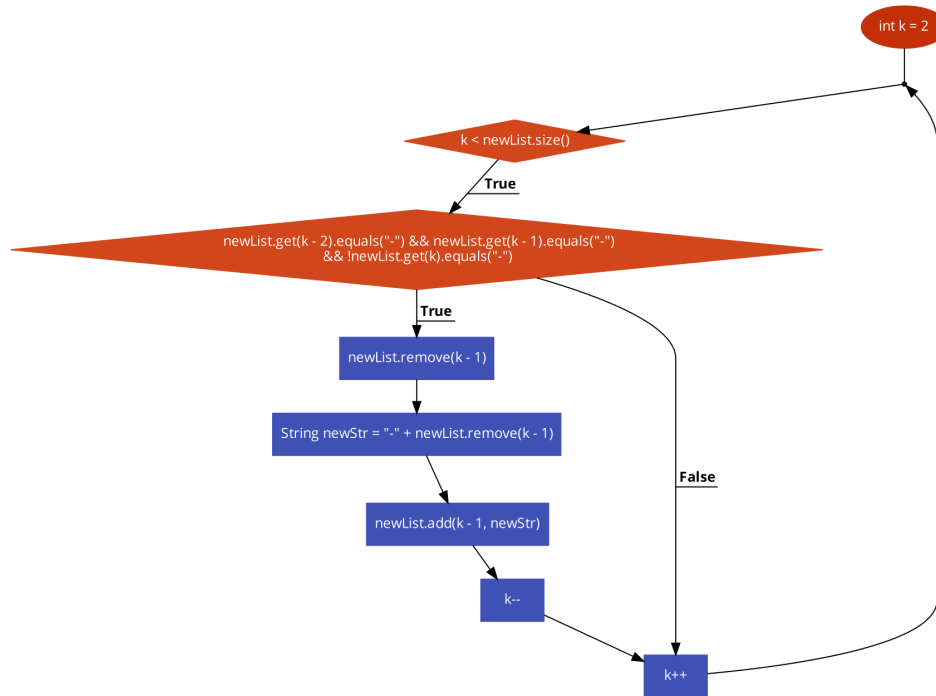 int k = 2
k < newList.size()
True
newList.get(k - 2).equals("-") && newList.get(k - 1).equals("-")
&& !newList.get(k).equals("-")
True
newList.remove(k - 1)
String newStr = "-" + newList.remove(k - 1)
False
newList.add(k - 1, newStr)
k--
k++